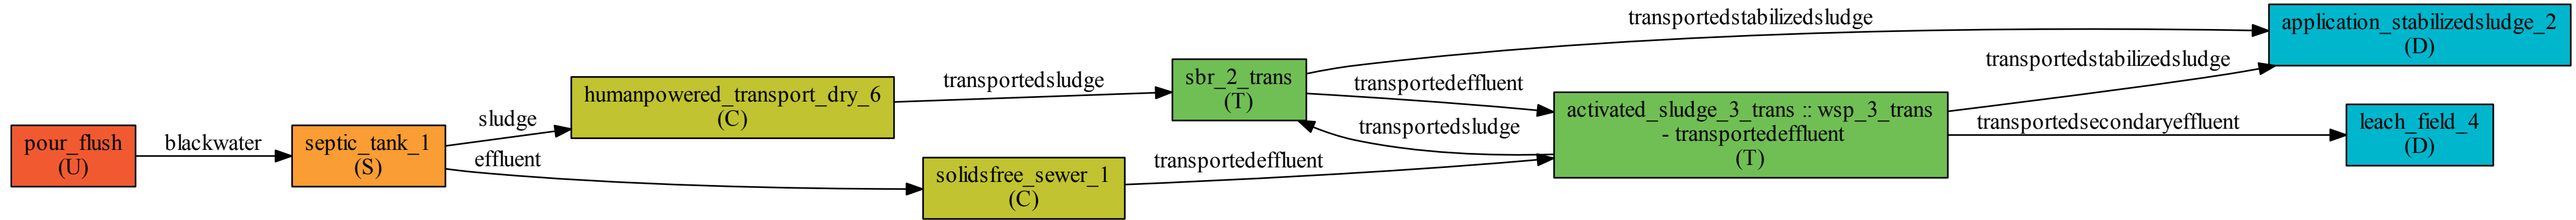 pour_flush
(U)
blackwater
septic_tank_1
(S)
sludge
effluent
humanpowered_transport_dry_6
(C)
solidsfree_sewer_1
(C)
transportedsludge
transportedeffluent
sbr_2_trans
(T)
transportedstabilizedsludge
transportedeffluent
transportedsludge
activated_sludge_3_trans :: wsp_3_trans
- transportedeffluent
(T)
transportedstabilizedsludge
transportedsecondaryeffluent
application_stabilizedsludge_2
(D)
leach_field_4
(D)